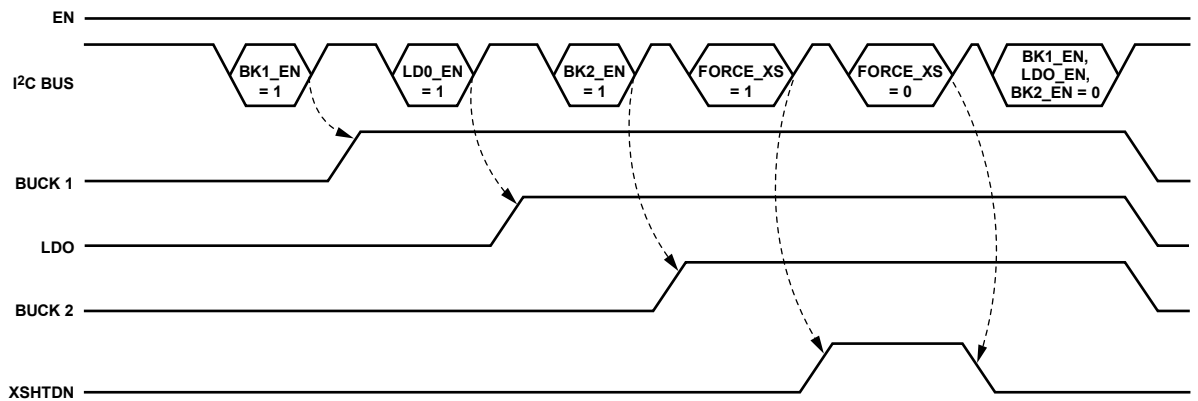 EN
I2C BUS
BK1_EN
= 1
LD0_EN
= 1
BK2_EN
= 1
FORCE_XS
= 1
FORCE_XS
= 0
BK1_EN,
LDO_EN,
BK2_EN = 0
BUCK 1
LDO
BUCK 2
XSHTDN